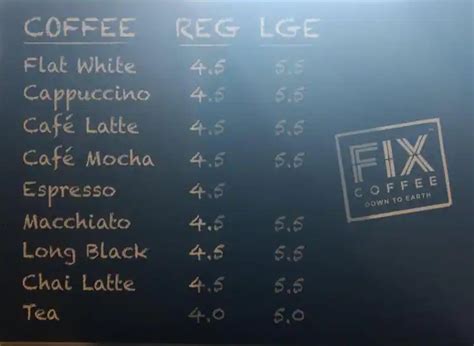 COFFEE REG LGE
Flat White 4.5 5.5
Cappuccino 4.5 5.5
Café Latte 4.5 5.5
Café Mocha 4.5 5.5
Espresso 4.5
Macchiato 4.5 5.5
Long Black 4.5 5.5
Chai Latte 4.5 5.5
Tea 4.0 5.0
FIX
COFFEE
DOWN TO EARTH